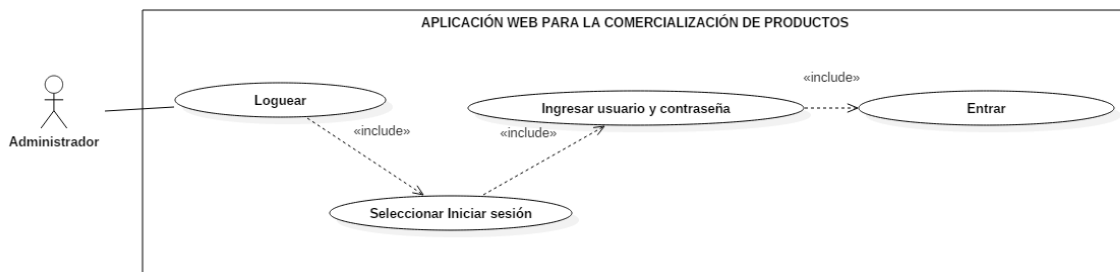 APLICACIÓN WEB PARA LA COMERCIALIZACIÓN DE PRODUCTOS
«include»
Loguear
Ingresar usuario y contraseña
Entrar
«include»
«include»
Administrador
Seleccionar Iniciar sesión